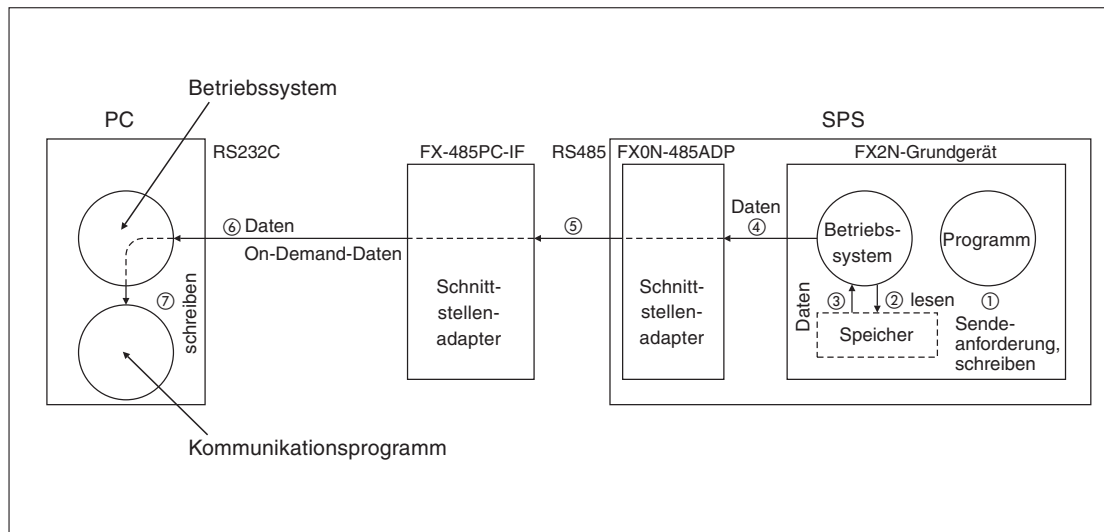 Betriebssystem
PC
SPS
RS232C
FX-485PC-IF
RS485
FX0N-485ADP
FX2N-Grundgerät
⑥ Daten
On-Demand-Daten
⑤
Daten
④
Betriebs-
system
Programm
⑦
schreiben
Schnitt-
stellen-
adapter
Schnitt-
stellen-
adapter
Daten
③
② lesen
①
Speicher
Sende-
anforderung,
schreiben
Kommunikationsprogramm